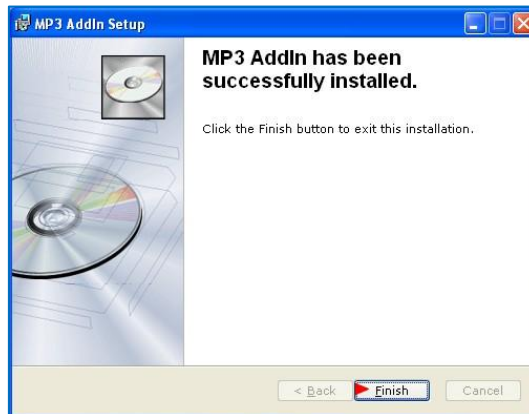 MP3 AddIn Setup
MP3 AddIn has been
successfully installed.
Click the Finish button to exit this installation.
< Back
Finish
Cancel